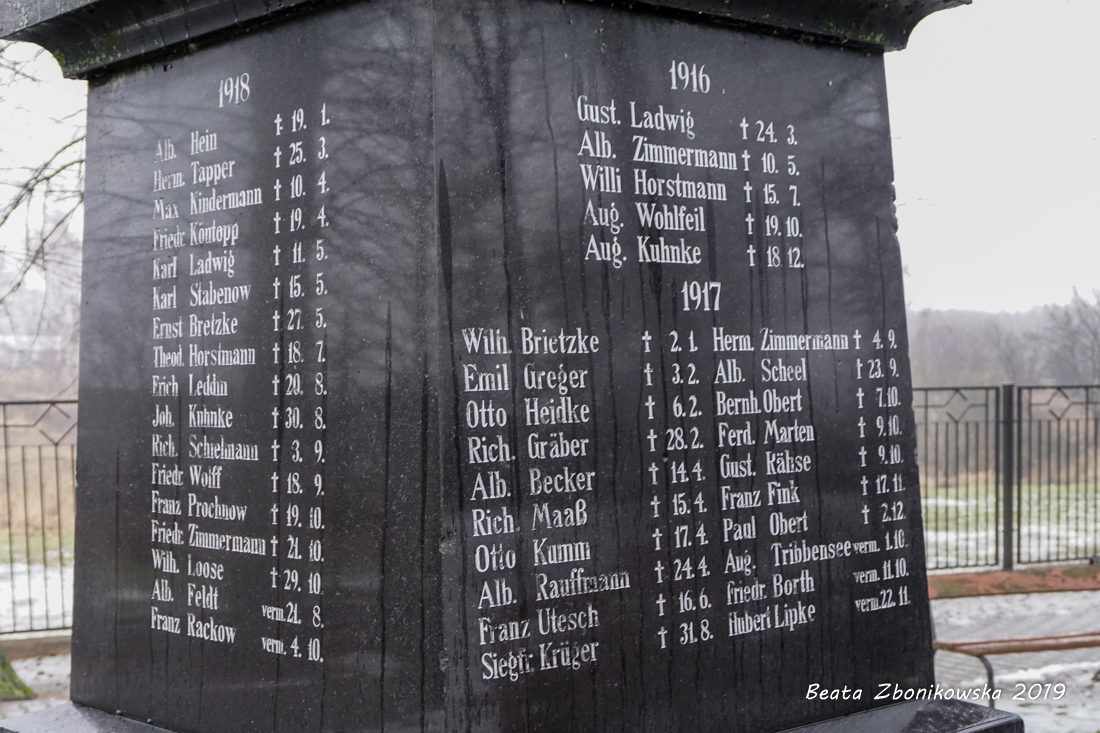 1918
Alb. Hein † 19. 1.
Herm. Tapper † 25. 3.
Max Kindermann † 10. 4.
Friedr. Köntopp † 19. 4.
Karl Ladwig † 11. 5.
Karl Stabenow † 15. 5.
Ernst Bretzke † 27. 5.
Theod. Horstmann † 18. 7.
Erich Leddin † 20. 8.
Joh. Kuhnke † 30. 8.
Rich. Schielmann † 3. 9.
Friedr. Wolff † 18. 9.
Franz Prochnow † 19. 10.
Friedr. Zimmermann † 21. 10.
Wilh. Loose † 29. 10.
Alb. Feldt verm. 21. 8.
Franz Rackow verm. 4. 10.
1916
Gust. Ladwig † 24. 3.
Alb. Zimmermann † 10. 5.
Willi Horstmann † 15. 7.
Aug. Wohlfeil † 19. 10.
Aug. Kuhnke † 18. 12.
1917
Wilh. Brietzke † 2. 1.
Emil Greger † 3. 2.
Otto Heidke † 6. 2.
Rich. Gräber † 28. 2.
Alb. Becker † 14. 4.
Rich. Maaß † 15. 4.
Otto Kumm † 17. 4.
Alb. Rauffmann † 24. 4.
Franz Utesch † 16. 6.
Siegfr. Krüger † 31. 8.
Herm. Zimmermann † 4. 9.
Alb. Scheel † 23. 9.
Bernh. Obert † 7. 10.
Ferd. Marten † 9. 10.
Gust. Rähse † 9. 10.
Franz Fink † 17. 11.
Paul Obert † 2. 12.
Aug. Tribbensee verm. 1. 10.
Friedr. Borth verm. 11. 10.
Hubert Lipke verm. 22. 11.
Beata Zbonikowska 2019